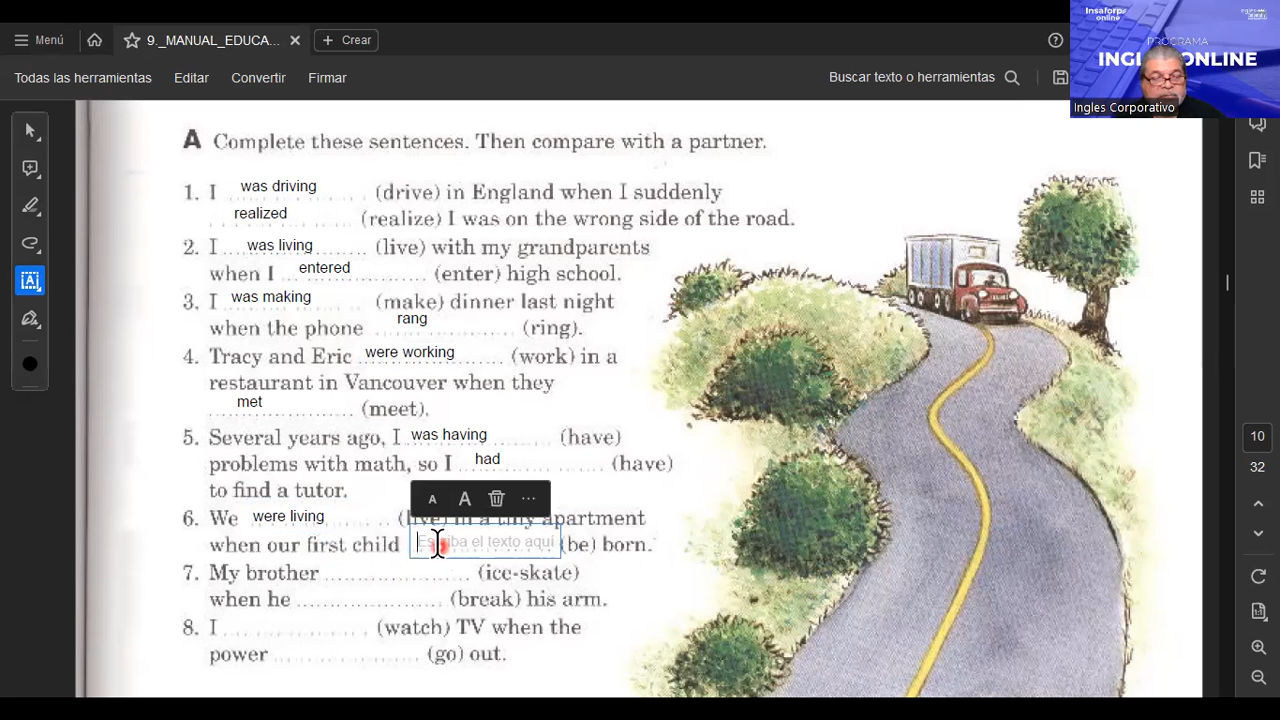 Menú
9._MANUAL_EDUCA...
Crear
Insaforp
online
PROGRAMA
Ingles Corporativo
Todas las herramientas
Editar
Convertir
Firmar
Buscar texto o herramientas
A Complete these sentences. Then compare with a partner.
1. I was driving (drive) in England when I suddenly
realized (realize) I was on the wrong side of the road.
2. I was living (live) with my grandparents
when I entered (enter) high school.
3. I was making (make) dinner last night
when the phone rang (ring).
4. Tracy and Eric were working (work) in a
restaurant in Vancouver when they
met (meet).
5. Several years ago, I was having (have)
problems with math, so I had (have)
to find a tutor.
6. We were living (live) in a tiny apartment
when our first child Escriba el texto aquí (be) born.
7. My brother (ice-skate)
when he (break) his arm.
8. I (watch) TV when the
power (go) out.
10
32